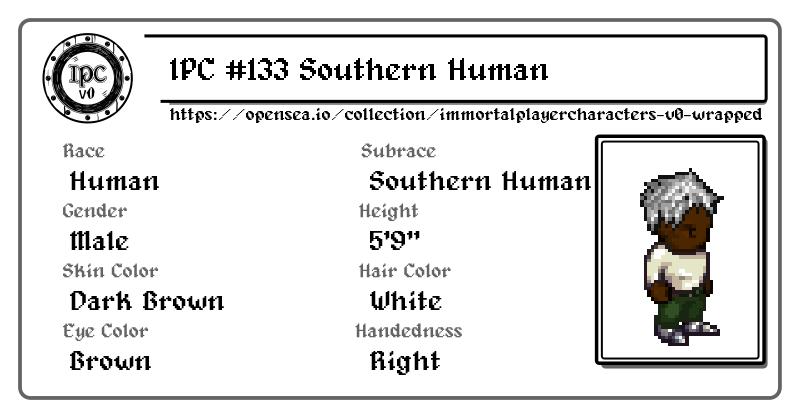 IPC
v0
IPC #133 Southern Human
https://opensea.io/collection/immortalplayercharacters-v0-wrapped
Race
Subrace
Human
Southern Human
Gender
Height
Male
5'9"
Skin Color
Hair Color
Dark Brown
White
Eye Color
Handedness
Brown
Right